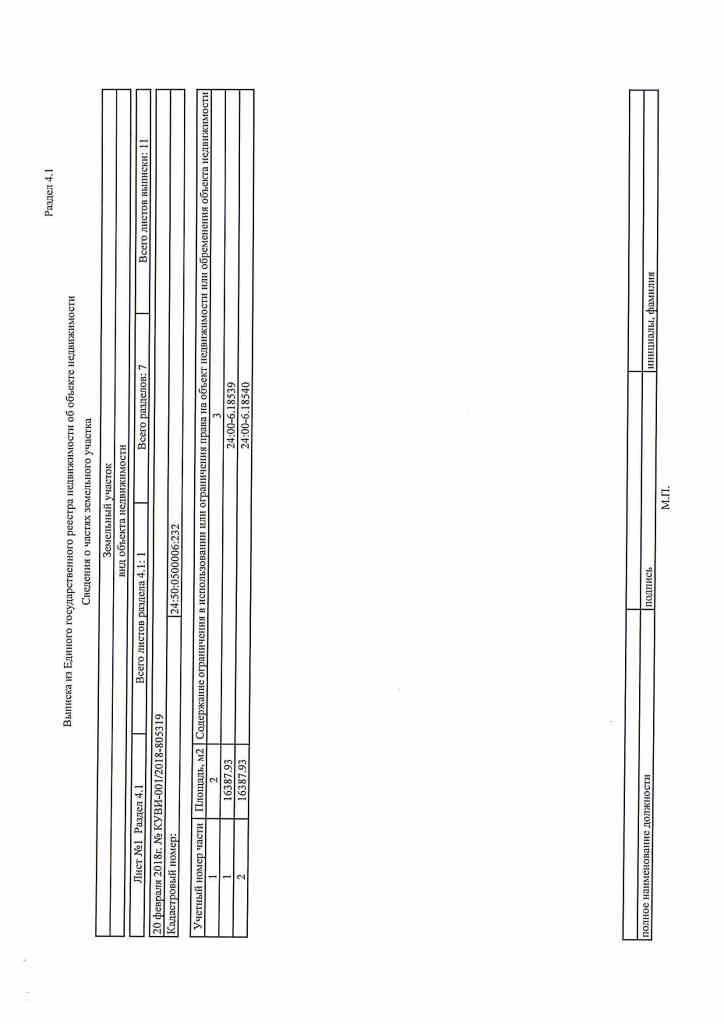 Раздел 4.1
Выписка из Единого государственного реестра недвижимости об объекте недвижимости
Сведения о частях земельного участка
Земельный участок
вид объекта недвижимости
Лист №1 Раздел 4.1 Всего листов раздела 4.1: 1 Всего разделов: 7 Всего листов выписки: 11
20 февраля 2018г. № КУВИ-001/2018-805319
Кадастровый номер: 24:50:0500006:232
Учетный номер части Площадь, м2 Содержание ограничения в использовании или ограничения права на объект недвижимости или обременения объекта недвижимости
1 2 3
1 16387.93 24:00-6.18539
2 16387.93 24:00-6.18540
полное наименование должности подпись инициалы, фамилия
М.П.